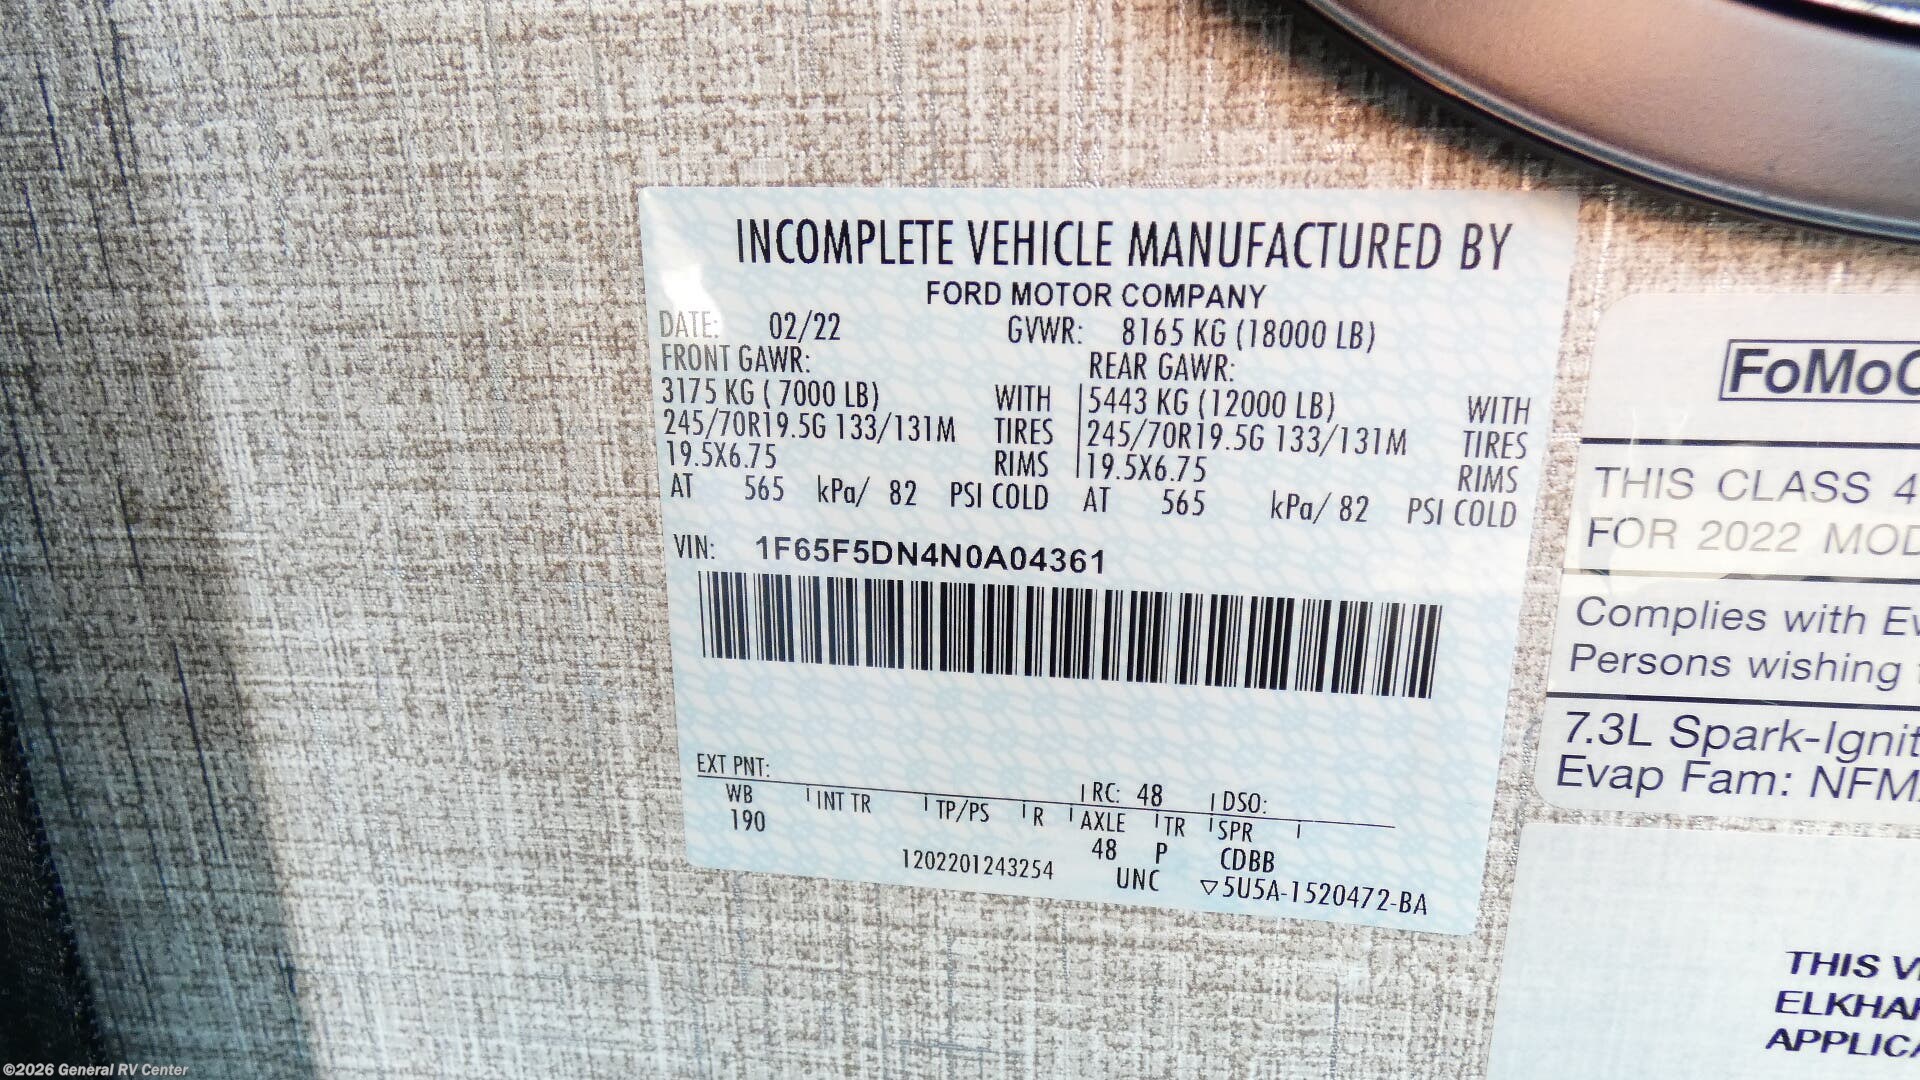 INCOMPLETE VEHICLE MANUFACTURED BY
FORD MOTOR COMPANY
DATE: 02/22 GVWR: 8165 KG (18000 LB)
FRONT GAWR: REAR GAWR:
3175 KG ( 7000 LB) WITH 5443 KG (12000 LB) WITH
245/70R19.5G 133/131M TIRES 245/70R19.5G 133/131M TIRES
19.5X6.75 RIMS 19.5X6.75 RIMS
AT 565 kPa/ 82 PSI COLD AT 565 kPa/ 82 PSI COLD
VIN: 1F65F5DN4N0A04361
EXT PNT: RC: 48 DSO:
WB INT TR TP/PS R AXLE TR SPR
190 48 P CDBB
1202201243254 UNC ▽5U5A-1520472-BA
FoMoC
THIS CLASS 4
FOR 2022 MOD
Complies with Ev
Persons wishing
7.3L Spark-Ignit
Evap Fam: NFM
THIS V
ELKHA
APPLICA
©2026 General RV Center